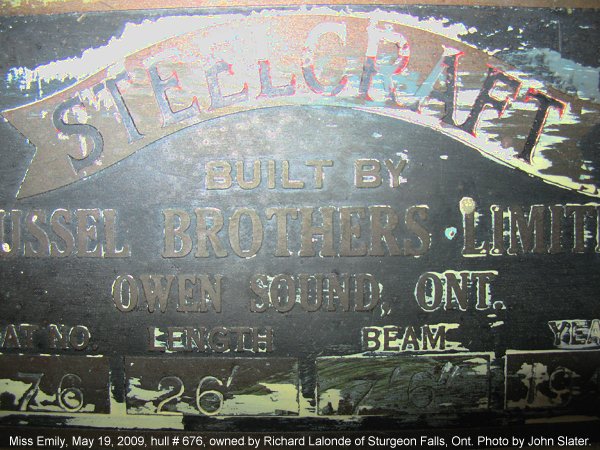 STEELCRAFT
BUILT BY
USSEL BROTHERS LIMIT
OWEN SOUND, ONT.
AT NO. LENGTH BEAM YEA
76 26' 7'6" 19
Miss Emily, May 19, 2009, hull # 676, owned by Richard Lalonde of Sturgeon Falls, Ont. Photo by John Slater.